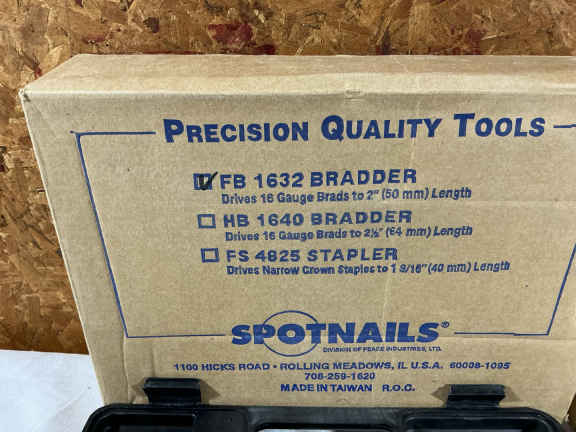 PRECISION QUALITY TOOLS
FB 1632 BRADDER
Drives 16 Gauge Brads to 2" (50 mm) Length
HB 1640 BRADDER
Drives 16 Gauge Brads to 2½" (64 mm) Length
FS 4825 STAPLER
Drives Narrow Crown Staples to 1 9/16" (40 mm) Length
SPOTNAILS®
DIVISION OF PEACE INDUSTRIES, LTD.
1100 HICKS ROAD • ROLLING MEADOWS, IL U.S.A. 60008-1095
708-259-1620
MADE IN TAIWAN R.O.C.